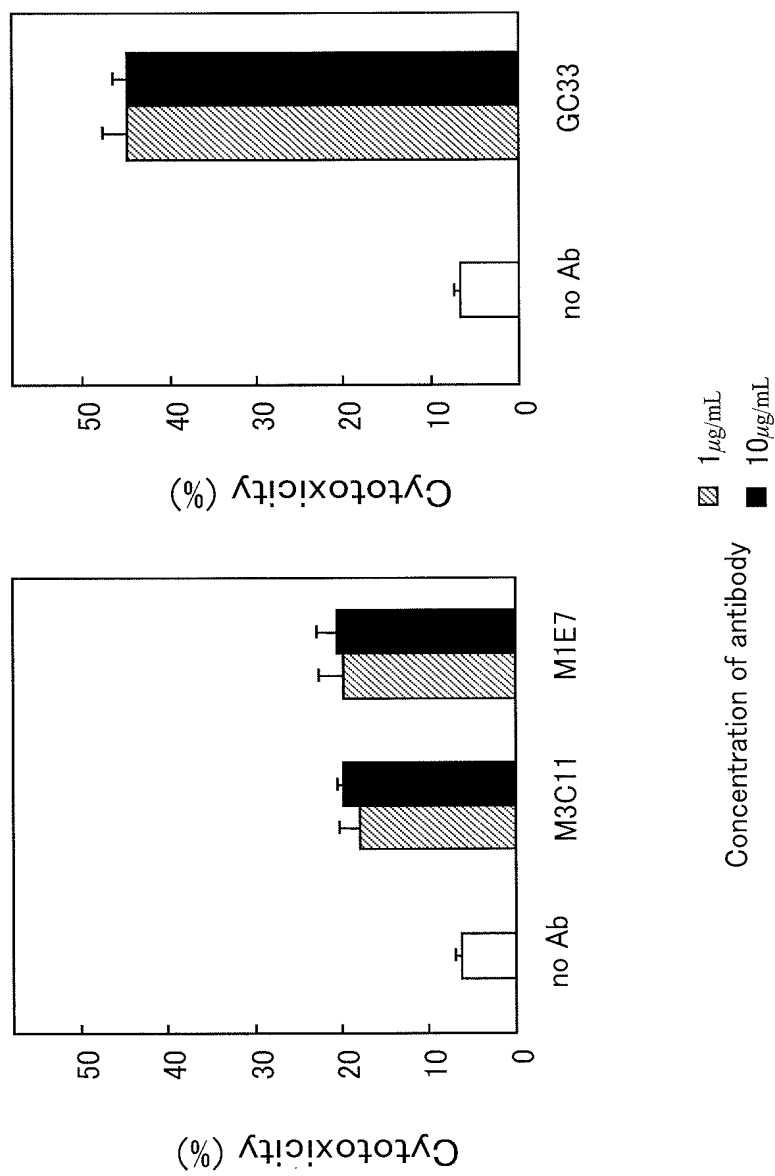 Cytotoxicity (%)
50
40
30
20
10
0
no Ab
M3C11
M1E7
Cytotoxicity (%)
50
40
30
20
10
0
no Ab
GC33
Concentration of antibody
1μg/mL
10μg/mL